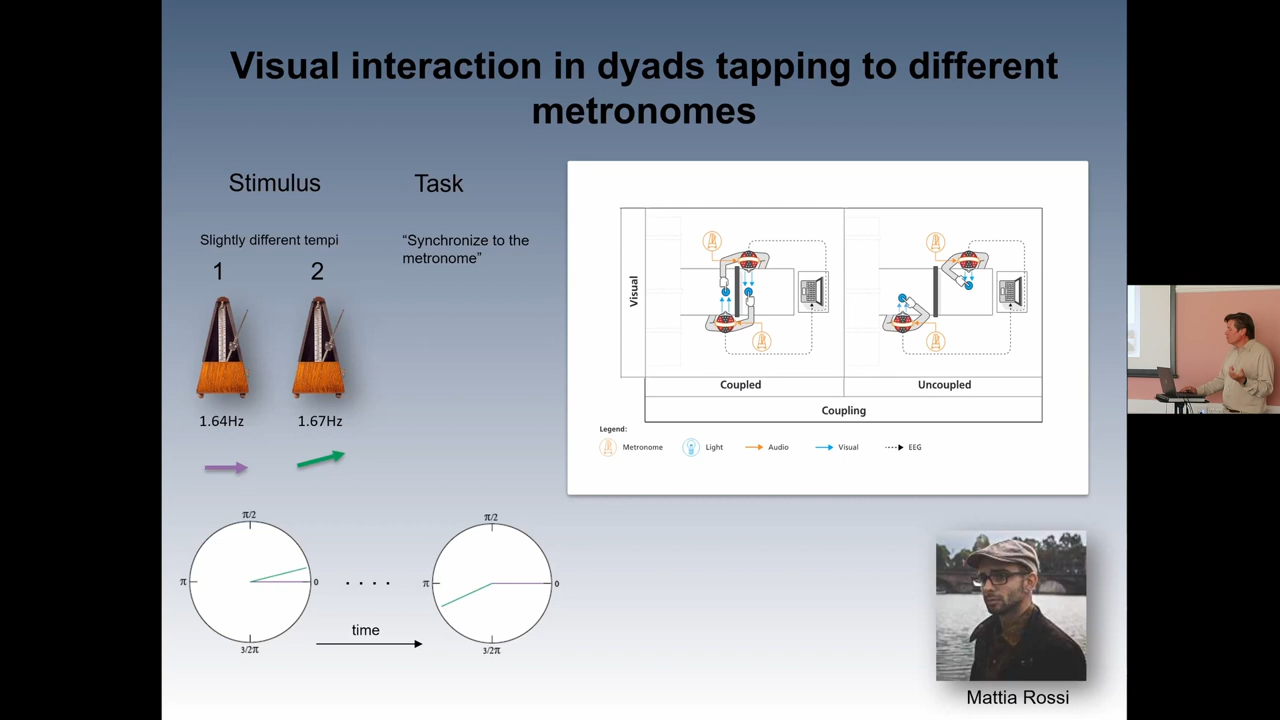 Visual interaction in dyads tapping to different
metronomes
Stimulus
Task
Slightly different tempi
“Synchronize to the
metronome”
1
2
1.64Hz
1.67Hz
π/2
π
0
3/2π
. . . .
time
π/2
π
0
3/2π
Visual
Coupled
Uncoupled
Coupling
Legend:
Metronome
Light
Audio
Visual
EEG
Mattia Rossi